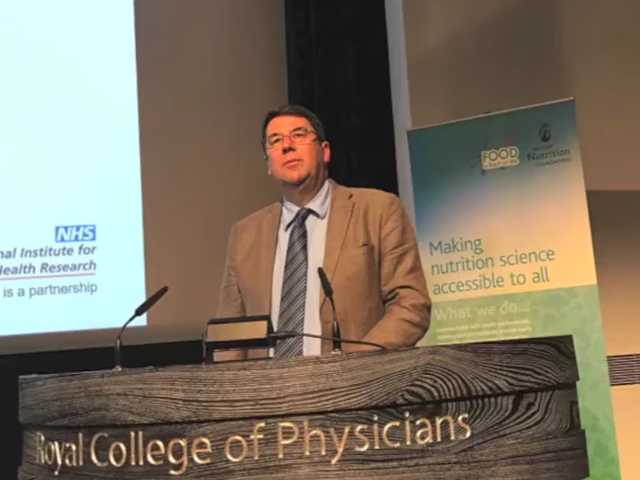 NHS
nal Institute for
Health Research
is a partnership
FOOD
Nutrition
Making
nutrition science
accessible to all
What we do...
Royal College of Physicians